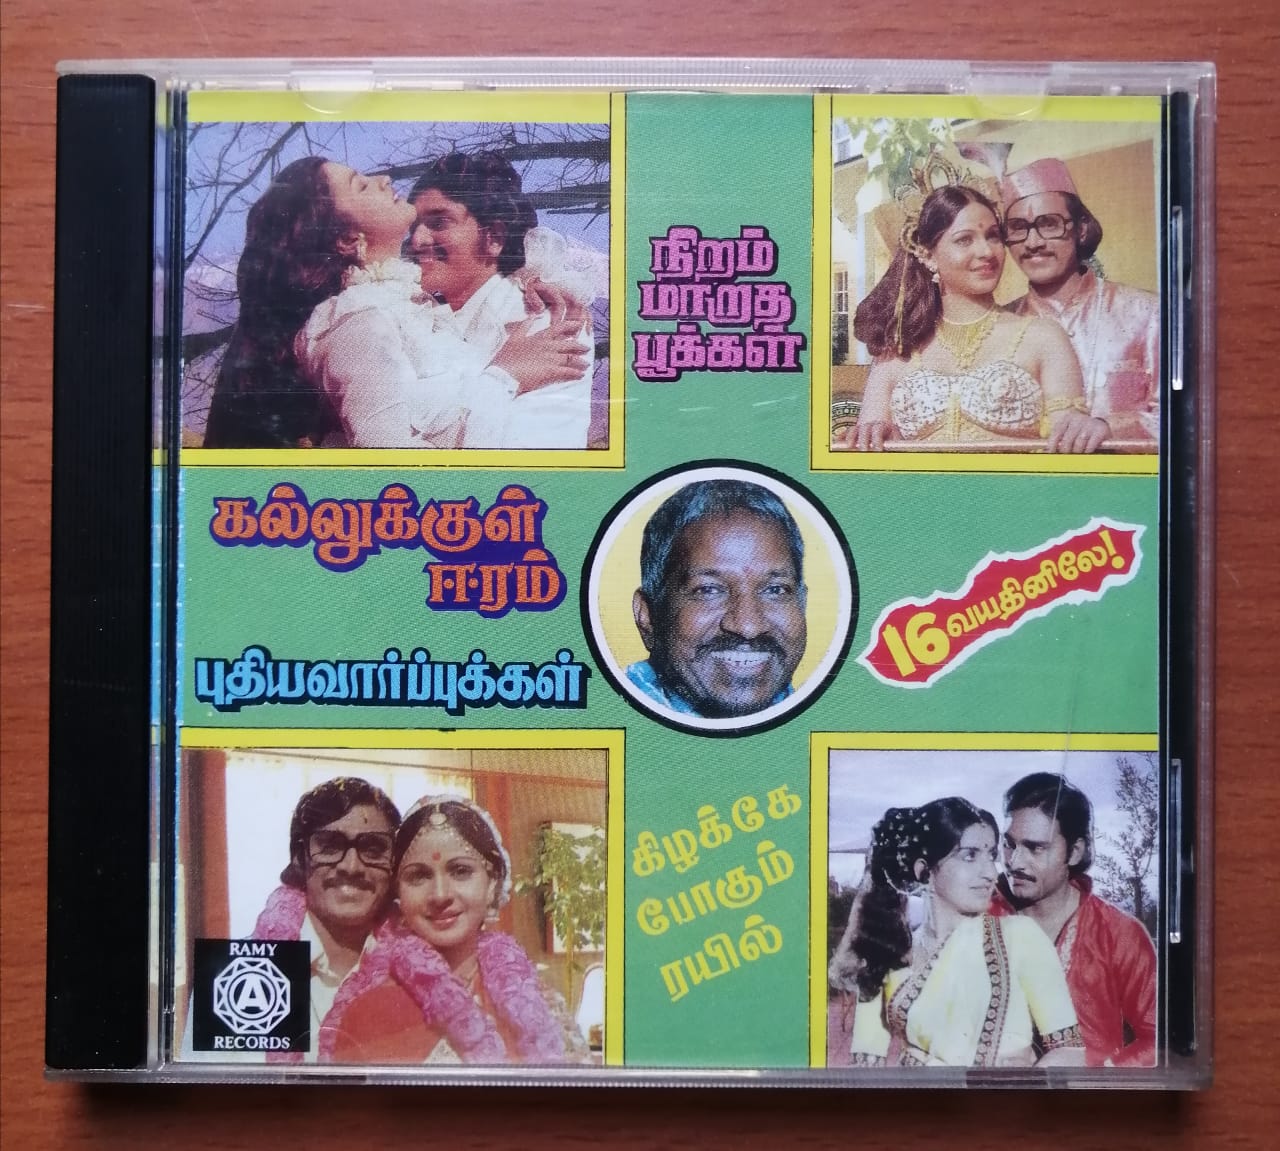 நிறம்
மாறாத
பூக்கள்
கல்லுக்குள்
ஈரம்
16 வயதினிலே!
புதியவார்ப்புக்கள்
கிழக்கே
போகும்
ரயில்
RAMY
A
RECORDS